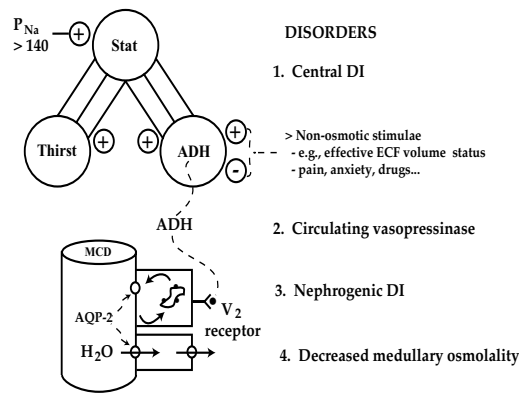 P Na
> 140
+
Stat
DISORDERS
1. Central DI
Thirst
+
+
ADH
+
-
> Non-osmotic stimulae
- e.g., effective ECF volume status
- pain, anxiety, drugs...
ADH
2. Circulating vasopressinase
MCD
AQP-2
V2
receptor
3. Nephrogenic DI
H2O
4. Decreased medullary osmolality